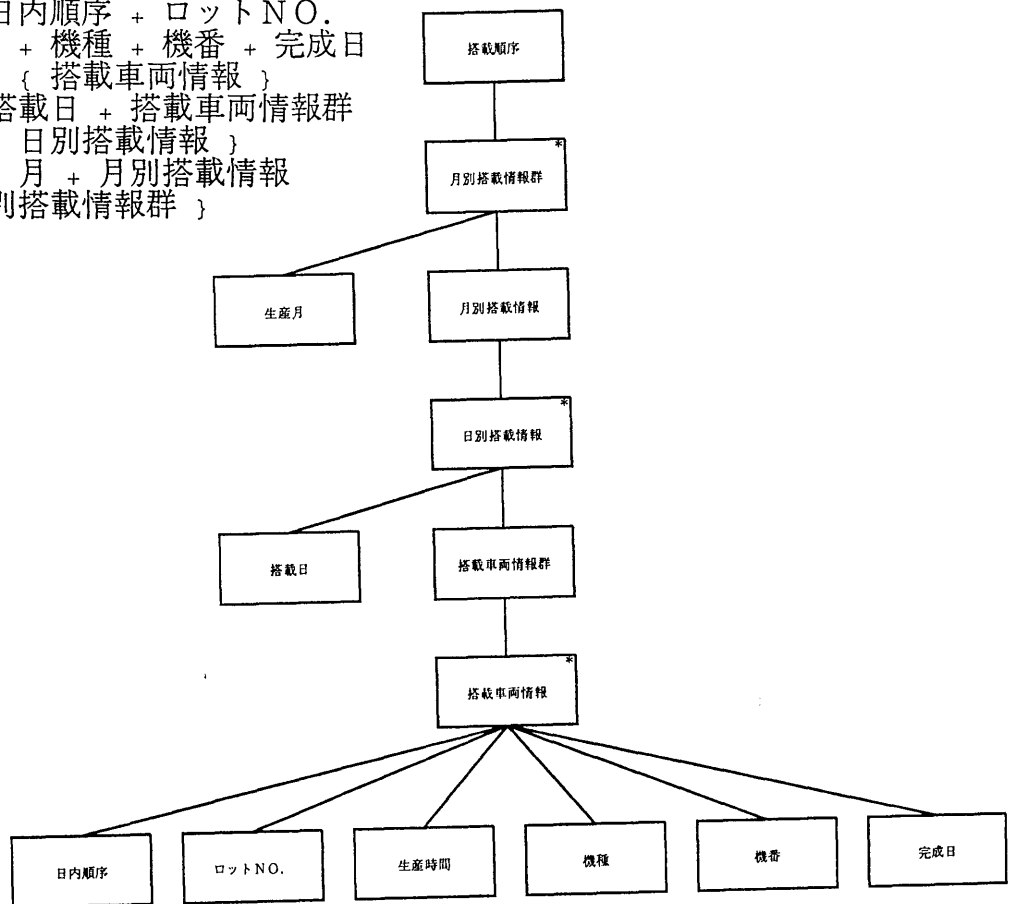 日内順序 + ロットNO.
+ 機種 + 機番 + 完成日
{ 搭載車両情報 }
搭載日 + 搭載車両情報群
日別搭載情報 }
月 + 月別搭載情報
別搭載情報群 }
搭載順序
月別搭載情報群 *
生産月
月別搭載情報
日別搭載情報 *
搭載日
搭載車両情報群
搭載車両情報 *
日内順序
ロットNO.
生産時間
機種
機番
完成日